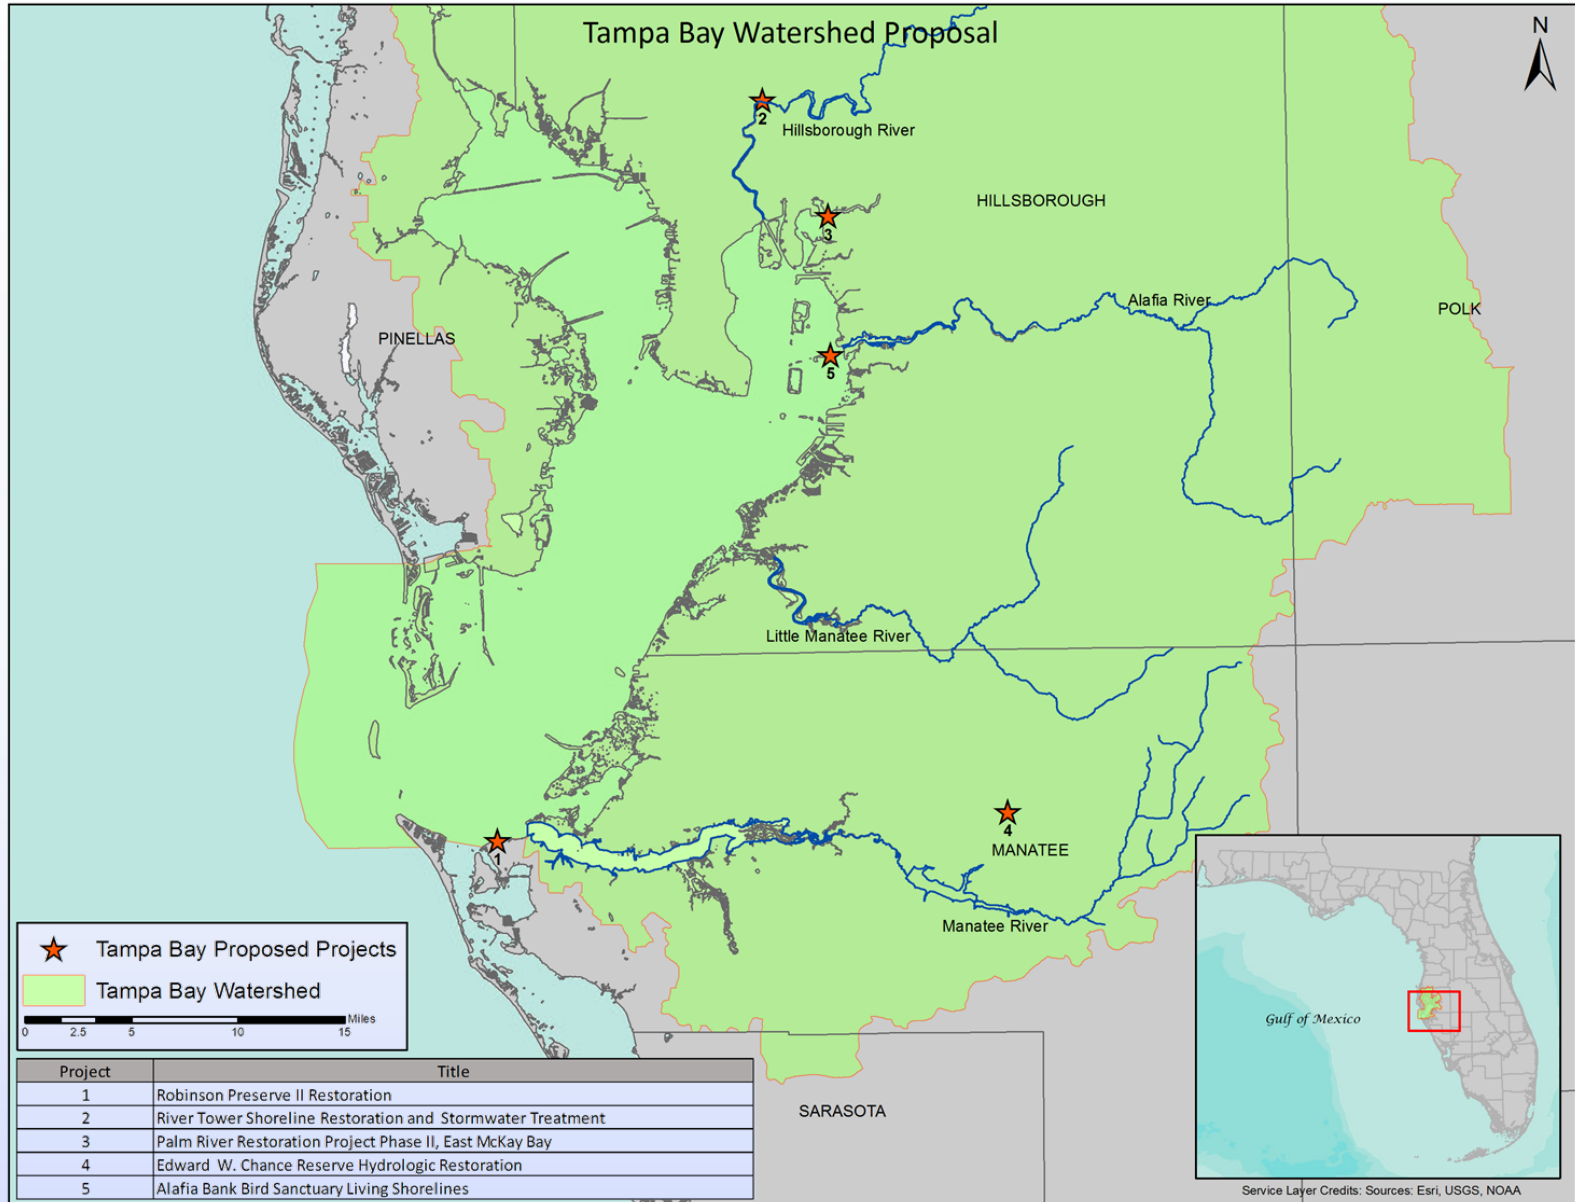 Tampa Bay Watershed Proposal
N
2
Hillsborough River
HILLSBOROUGH
3
Alafia River
POLK
PINELLAS
5
Little Manatee River
4
MANATEE
1
Manatee River
Tampa Bay Proposed Projects
Tampa Bay Watershed
Miles
0 2.5 5 10 15
Gulf of Mexico
Project Title
1 Robinson Preserve II Restoration
2 River Tower Shoreline Restoration and Stormwater Treatment
3 Palm River Restoration Project Phase II, East McKay Bay
4 Edward W. Chance Reserve Hydrologic Restoration
5 Alafia Bank Bird Sanctuary Living Shorelines
SARASOTA
Service Layer Credits: Sources: Esri, USGS, NOAA